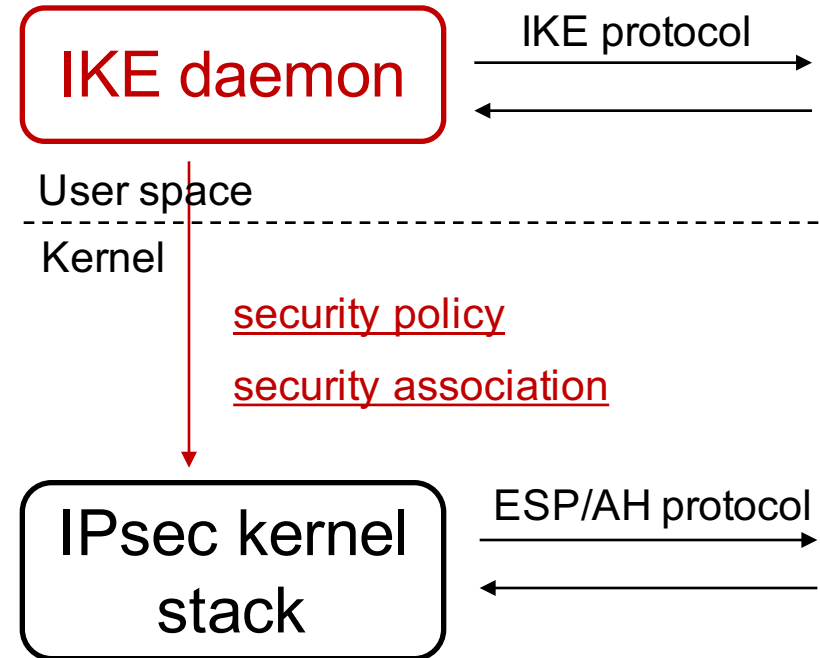 IKE daemon
IKE protocol
User space
Kernel
security policy
security association
IPsec kernel
stack
ESP/AH protocol